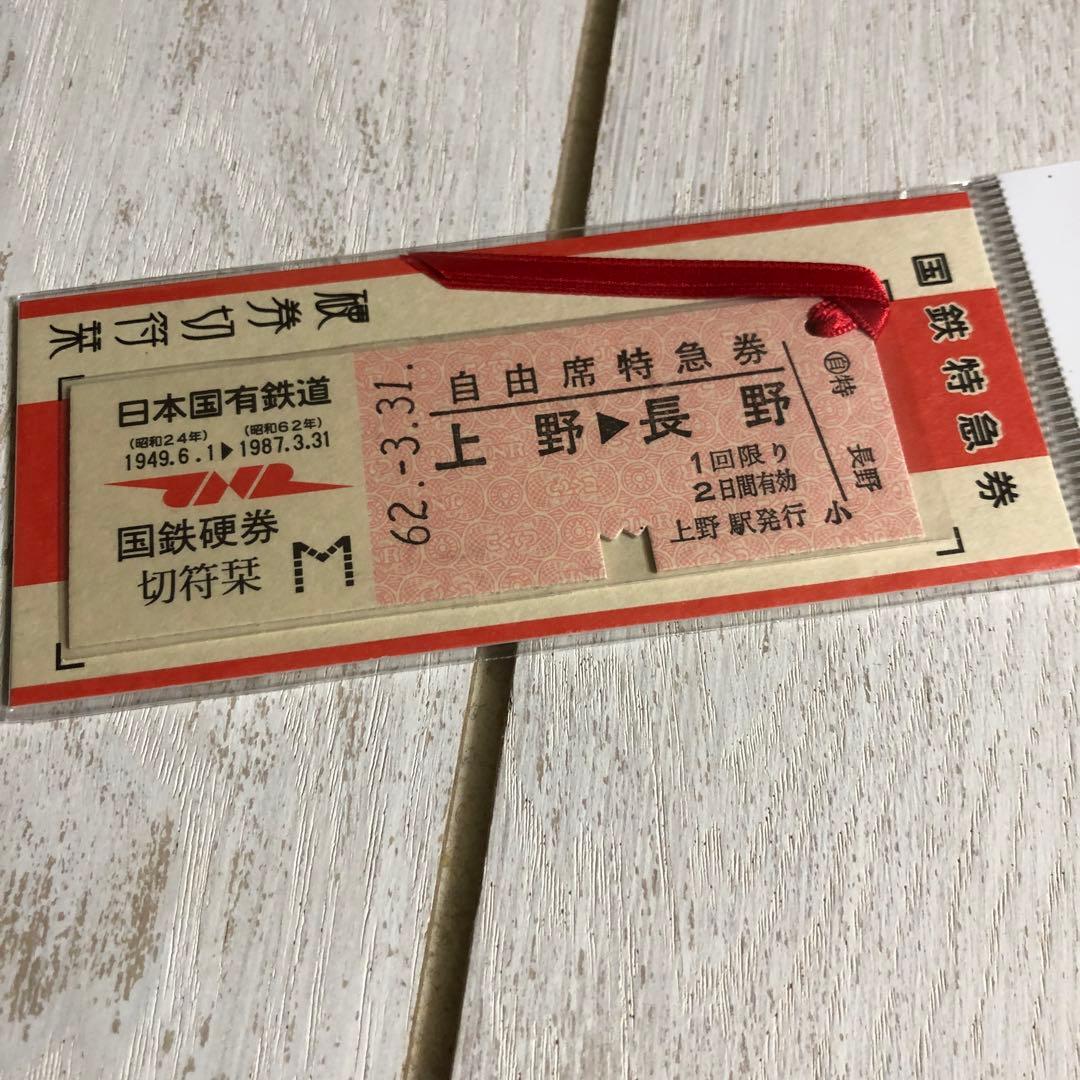 国鉄特急券
硬券切符栞
日本国有鉄道
(昭和24年) (昭和62年)
1949.6.1▶1987.3.31
JNR
国鉄硬券
切符栞
M
62.-3.31.
自由席特急券
上野▶長野
1回限り
2日間有効
上野駅発行
㊵特
長野
小